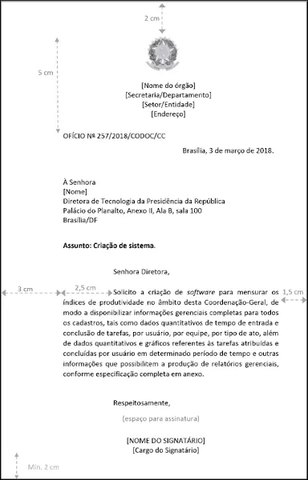 2 cm
5 cm
[Nome do órgão]
[Secretaria/Departamento]
[Setor/Entidade]
[Endereço]
OFÍCIO Nº 257/2018/CODOC/CC
Brasília, 3 de março de 2018.
À Senhora
[Nome]
Diretora de Tecnologia da Presidência da República
Palácio do Planalto, Anexo II, Ala B, sala 100
Brasília/DF
Assunto: Criação de sistema.
Senhora Diretora,
3 cm
2,5 cm
1,5 cm
Solicito a criação de software para mensurar os
índices de produtividade no âmbito desta Coordenação-Geral, de
modo a disponibilizar informações gerenciais completas para todos
os cadastros, tais como dados quantitativos de tempo de entrada e
conclusão de tarefas, por usuário, por equipe, por tipo de ato, além
de dados quantitativos e gráficos referentes às tarefas atribuídas e
concluídas por usuário em determinado período de tempo e outras
informações que possibilitem a produção de relatórios gerenciais,
conforme especificação completa em anexo.
Respeitosamente,
(espaço para assinatura)
[NOME DO SIGNATÁRIO]
[Cargo do Signatário]
Mín. 2 cm